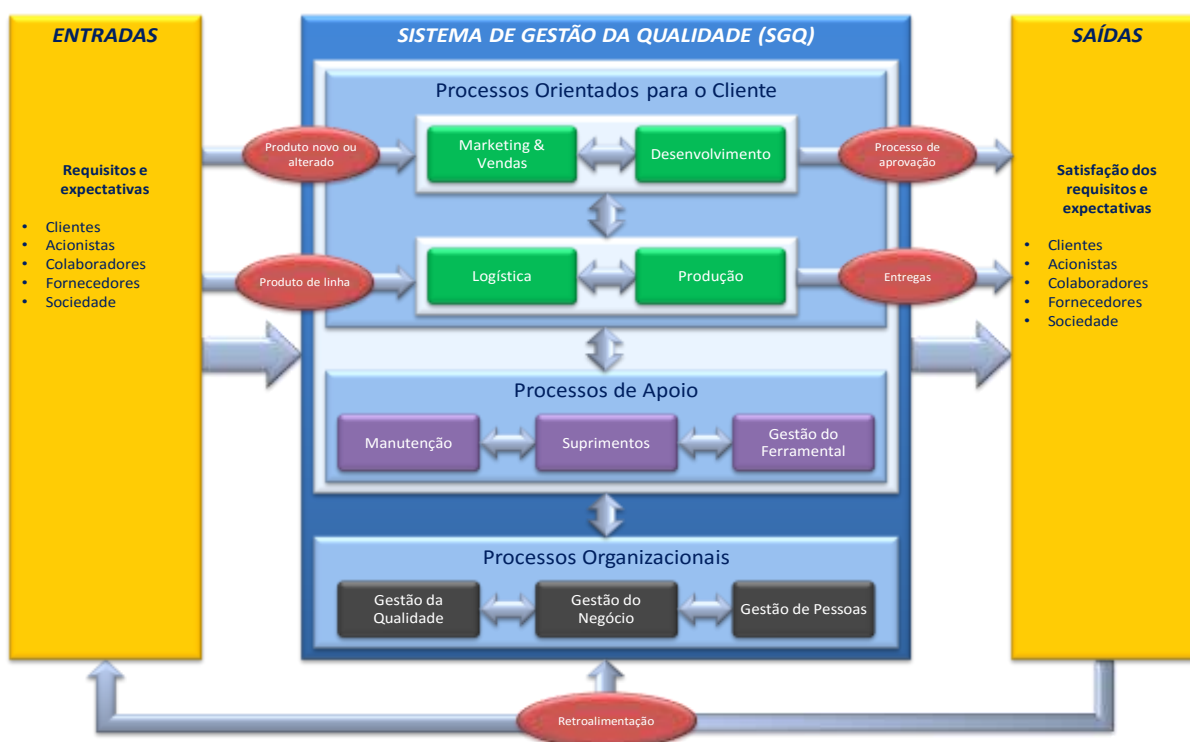 ENTRADAS
Requisitos e
expectativas
• Clientes
• Acionistas
• Colaboradores
• Fornecedores
• Sociedade
SISTEMA DE GESTÃO DA QUALIDADE (SGQ)
Processos Orientados para o Cliente
Produto novo ou
alterado
Marketing &
Vendas
Desenvolvimento
Processo de
aprovação
Produto de linha
Logística
Produção
Entregas
Processos de Apoio
Manutenção
Suprimentos
Gestão do
Ferramental
Processos Organizacionais
Gestão da
Qualidade
Gestão do
Negócio
Gestão de Pessoas
SAÍDAS
Satisfação dos
requisitos e
expectativas
• Clientes
• Acionistas
• Colaboradores
• Fornecedores
• Sociedade
Retroalimentação